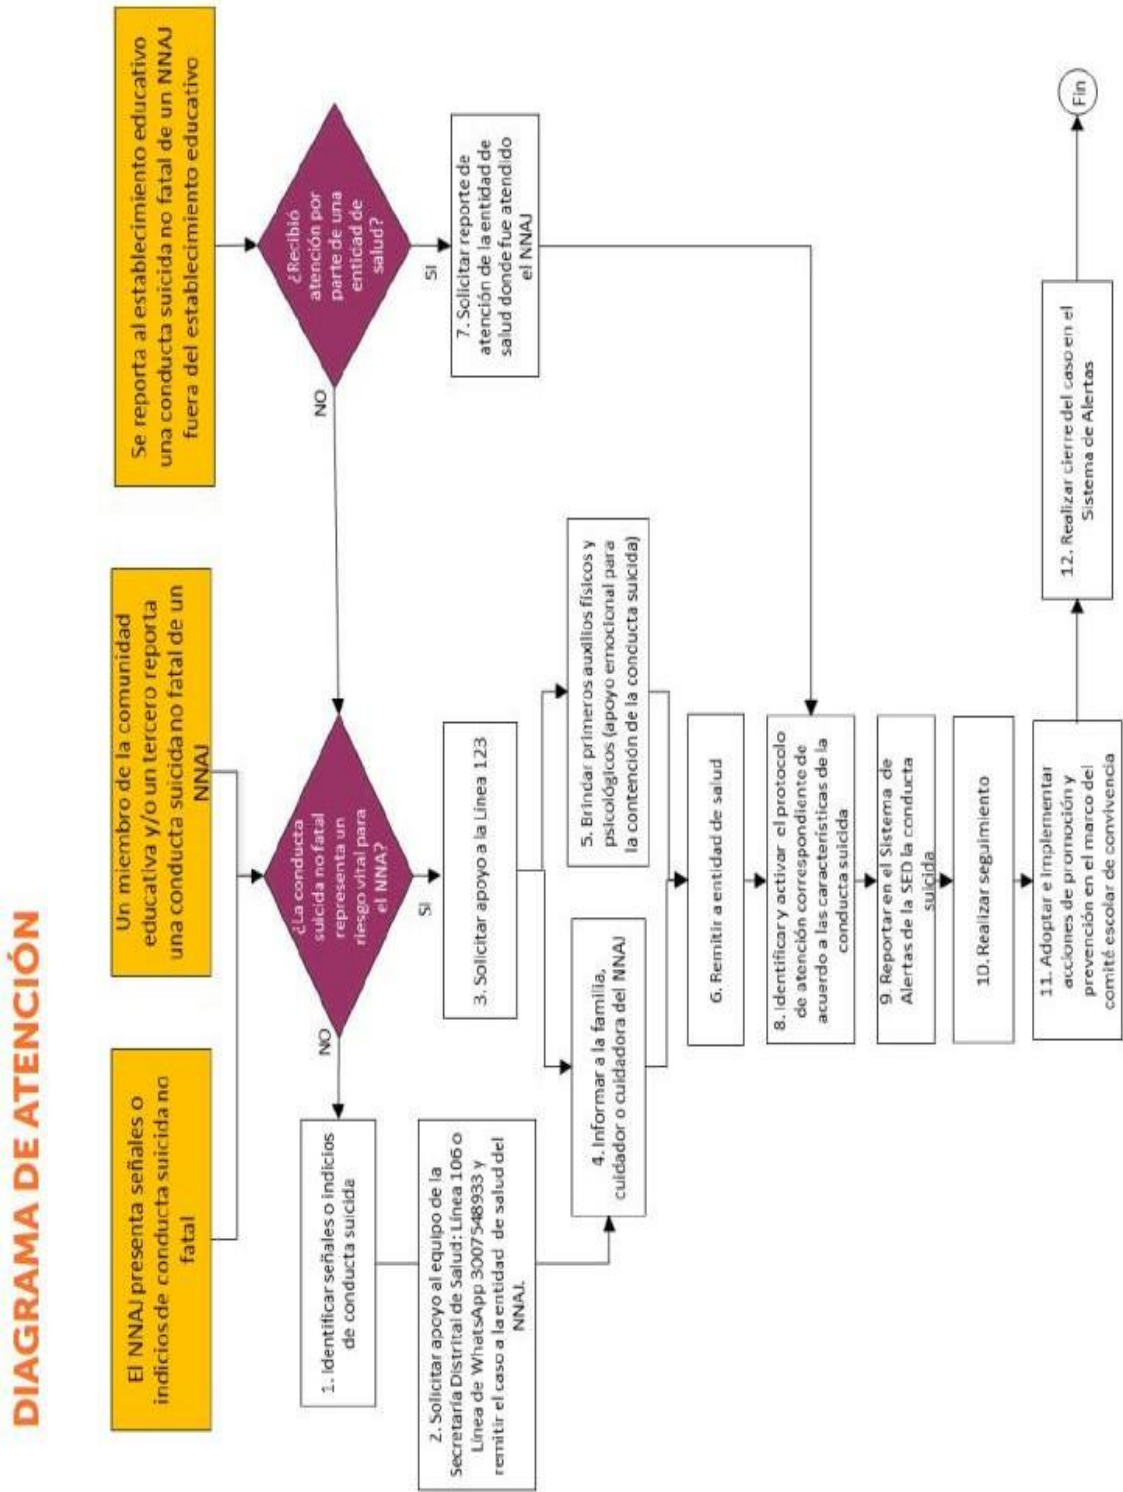 DIAGRAMA DE ATENCIÓN
El NNAJ presenta señales o
indicios de conducta suicida no
fatal
Un miembro de la comunidad
educativa y/o un tercero reporta
una conducta suicida no fatal de un
NNAJ
Se reporta al establecimiento educativo
una conducta suicida no fatal de un NNAJ
fuera del establecimiento educativo
¿La conducta
suicida no fatal
representa un
riesgo vital para
el NNA?
¿Recibió
atención por
parte de una
entidad de
salud?
NO
NO
SI
SI
1. Identificar señales o indicios
de conducta suicida
2. Solicitar apoyo al equipo de la
Secretaría Distrital de Salud: Línea 106 o
Línea de WhatsApp 3007548933 y
remitir el caso a la entidad de salud del
NNAJ.
3. Solicitar apoyo a la Línea 123
7. Solicitar reporte de
atención de la entidad de
salud donde fue atendido
el NNAJ
4. Informar a la familia,
cuidador o cuidadora del NNAJ
5. Brindar primeros auxilios físicos y
psicológicos (apoyo emocional para
la contención de la conducta suicida)
6. Remitir a entidad de salud
8. Identificar y activar el protocolo
de atención correspondiente de
acuerdo a las características de la
conducta suicida
9. Reportar en el Sistema de
Alertas de la SED la conducta
suicida
10. Realizar seguimiento
11. Adoptar e implementar
acciones de promoción y
prevención en el marco del
comité escolar de convivencia
12. Realizar cierre del caso en el
Sistema de Alertas
Fin